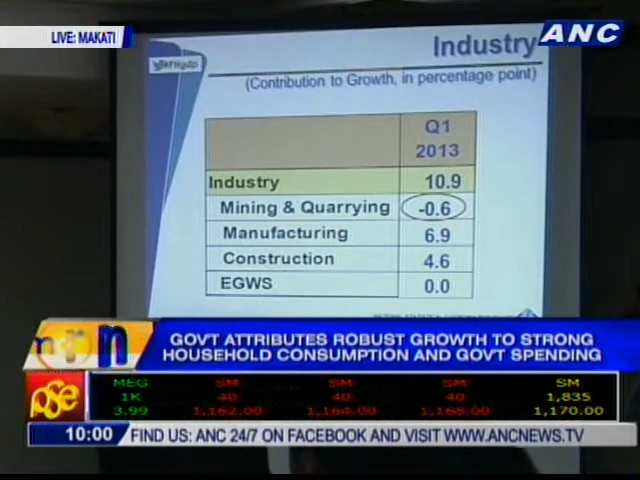 LIVE: MAKATI
ANC
Industry
(Contribution to Growth, in percentage point)
Q1
2013
Industry 10.9
Mining & Quarrying -0.6
Manufacturing 6.9
Construction 4.6
EGWS 0.0
GOV'T ATTRIBUTES ROBUST GROWTH TO STRONG
HOUSEHOLD CONSUMPTION AND GOV'T SPENDING
pse
MEG SM SM SM SM
1K 40 40 40 1,835
3.99 1,162.00 1,164.00 1,168.00 1,170.00
10:00 FIND US: ANC 24/7 ON FACEBOOK AND VISIT WWW.ANCNEWS.TV